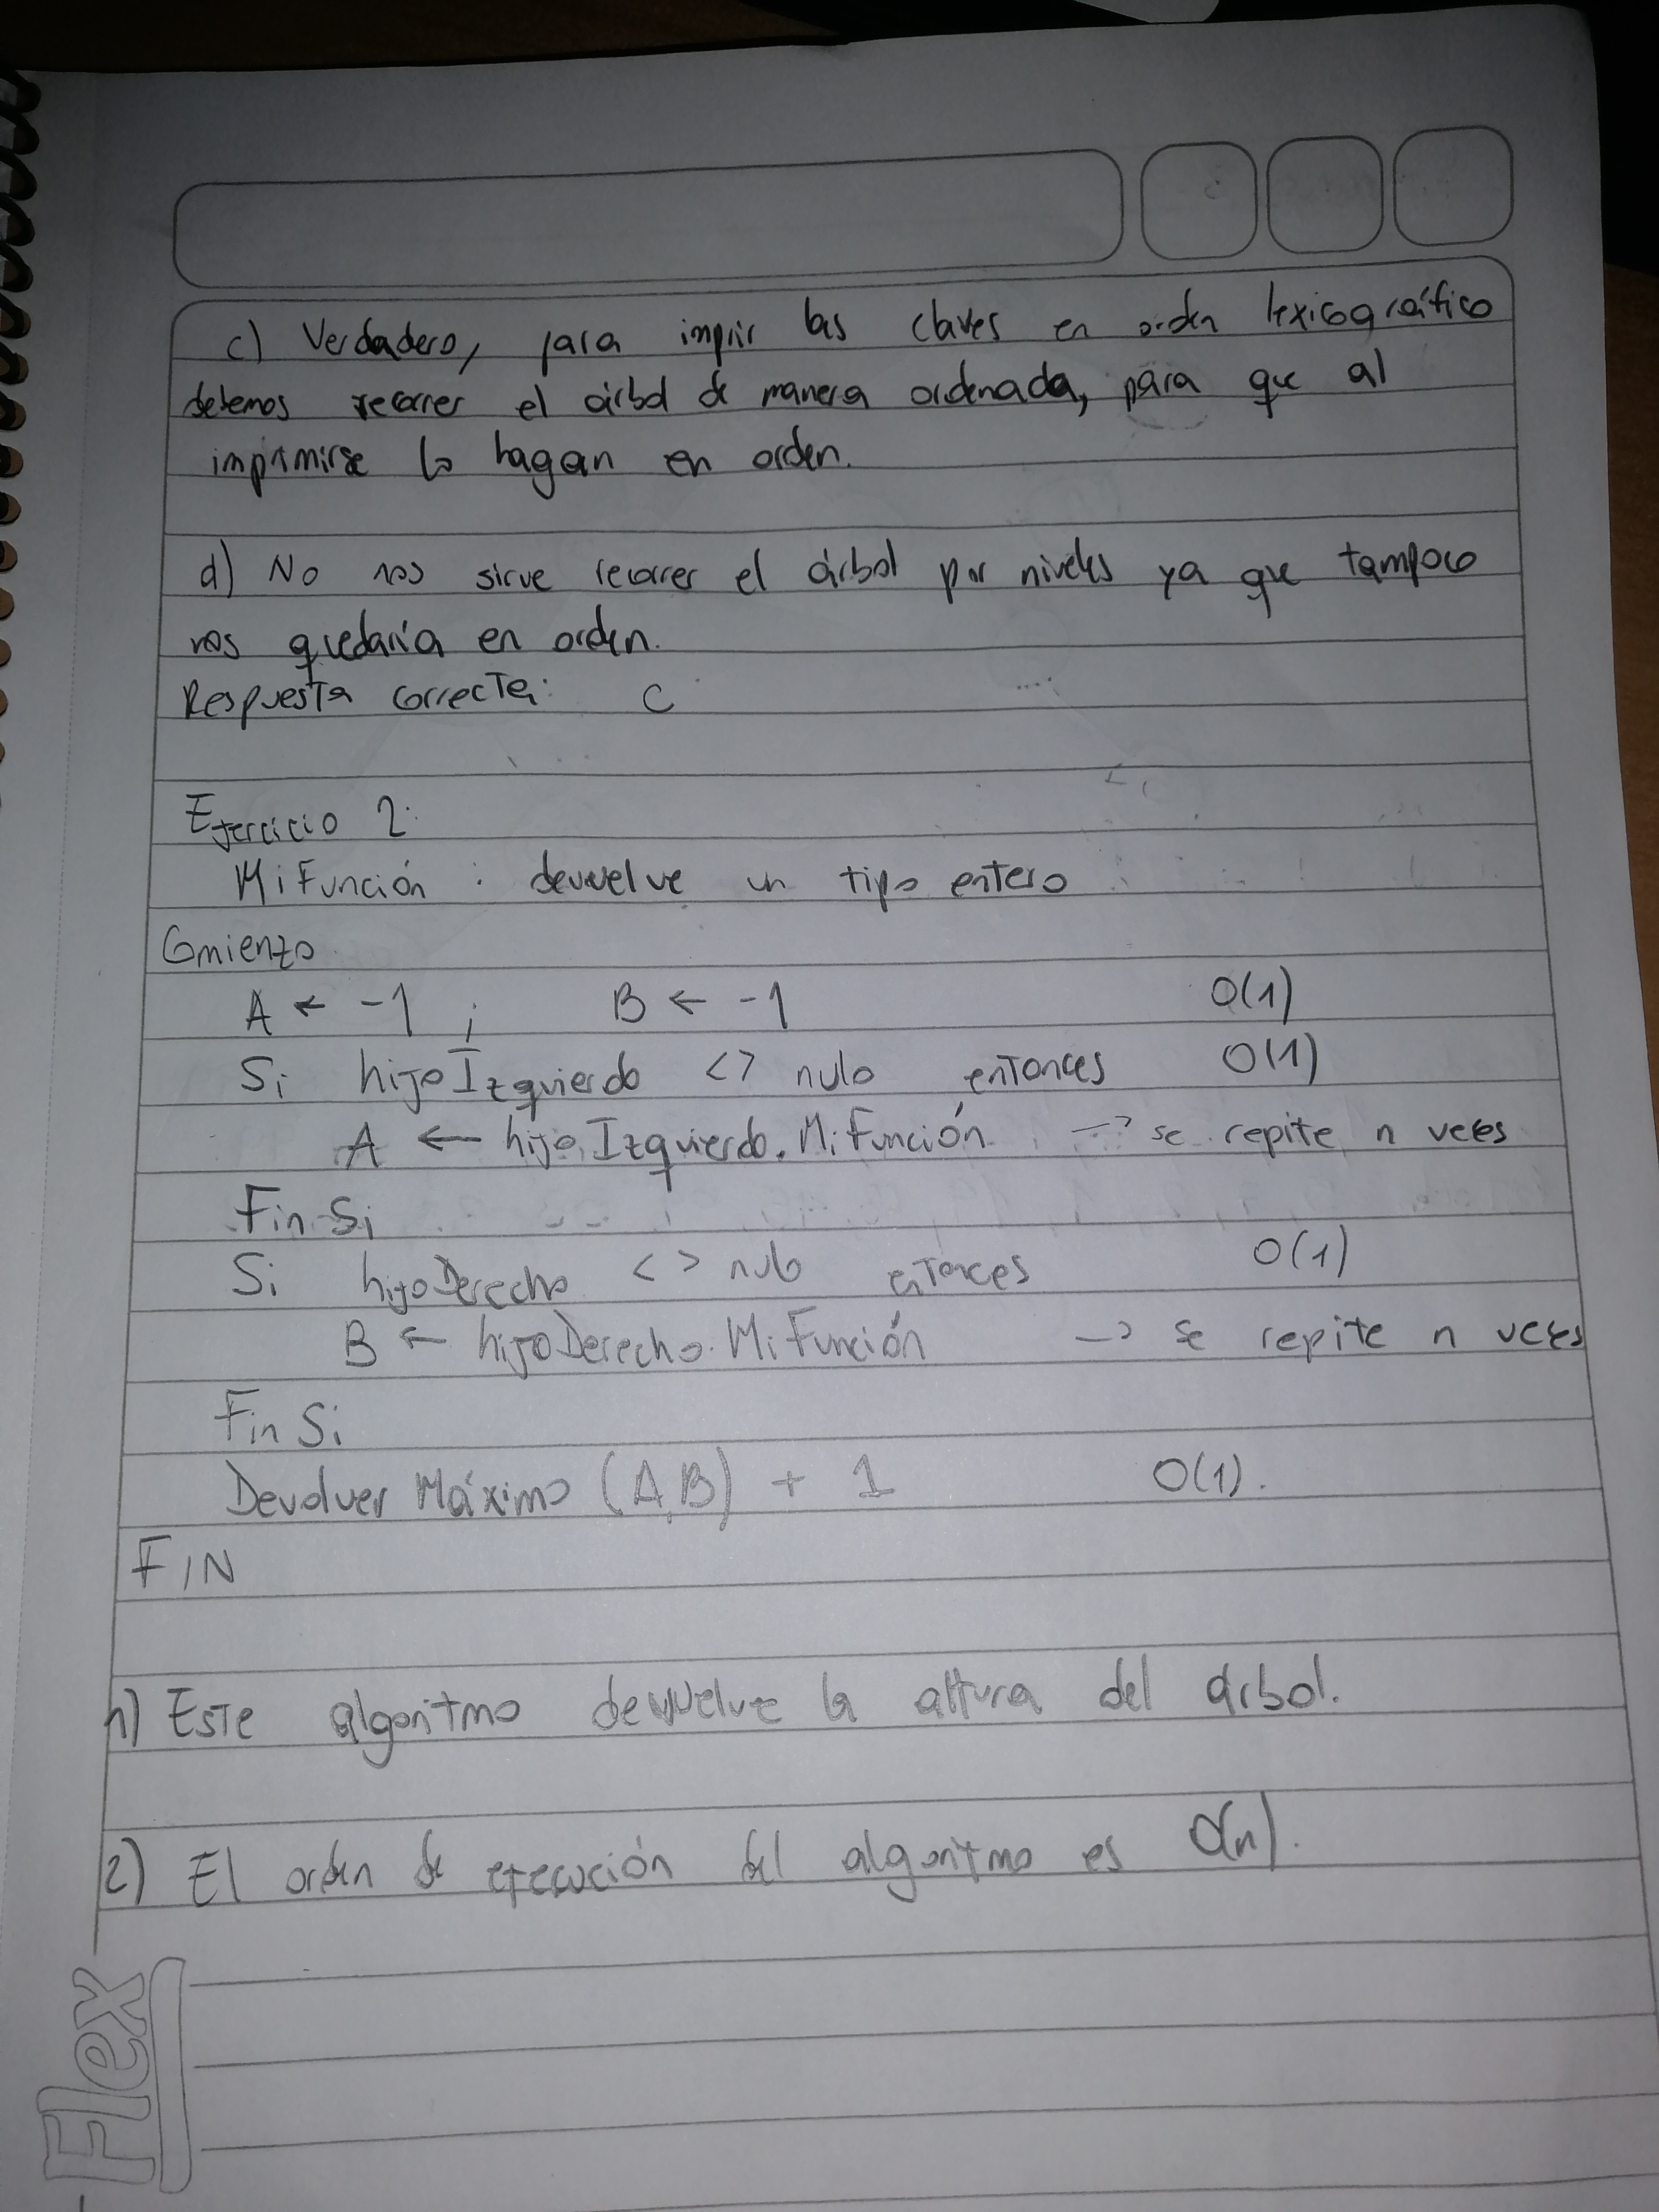 c) Verdadero, para imprir las claves en orden lexicográfico
debemos recorrer el árbol de manera ordenada, para que al
imprimirse lo hagan en orden.
d) No nos sirve recorrer el árbol por niveles ya que tampoco
nos quedaría en orden.
Respuesta correcta: C
Ejercicio 2:
MiFunción : devuelve un tipo entero
Comienzo
A ← -1 ; B ← -1 O(1)
Si hijoIzquierdo <> nulo entonces O(1)
A ← hijoIzquierdo.MiFunción → se repite n veces
Fin Si
Si hijoDerecho <> nulo entonces O(1)
B ← hijoDerecho.MiFunción → se repite n veces
Fin Si
Devolver Máximo (A,B) + 1 O(1).
FIN
1) Este algoritmo devuelve la altura del árbol.
2) El orden de ejecución del algoritmo es O(n).
Flex